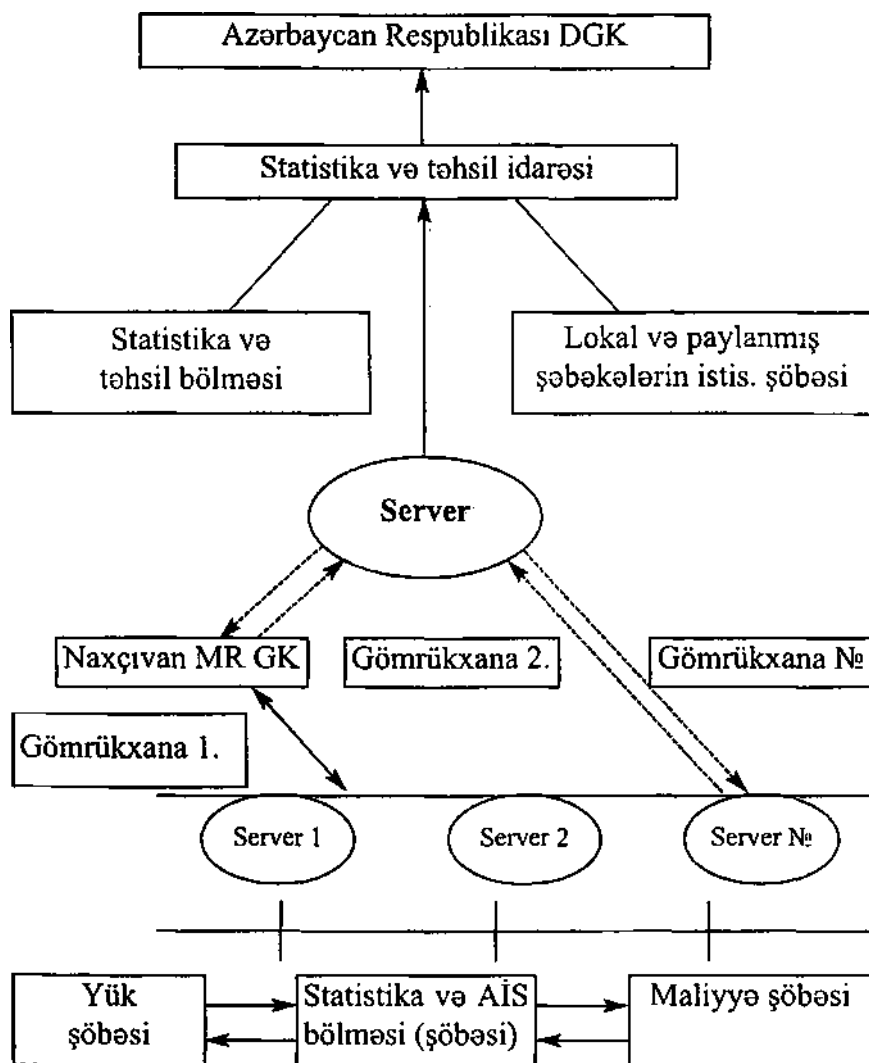 Azərbaycan Respublikası DGK
Statistika və təhsil idarəsi
Statistika və
təhsil bölməsi
Lokal və paylanmış
şəbəkələrin istis. şöbəsi
Server
Naxçıvan MR GK
Gömrükxana 2.
Gömrükxana №
Gömrükxana 1.
Server 1
Server 2
Server №
Yük
şöbəsi
Statistika və AİS
bölməsi (şöbəsi)
Maliyyə şöbəsi